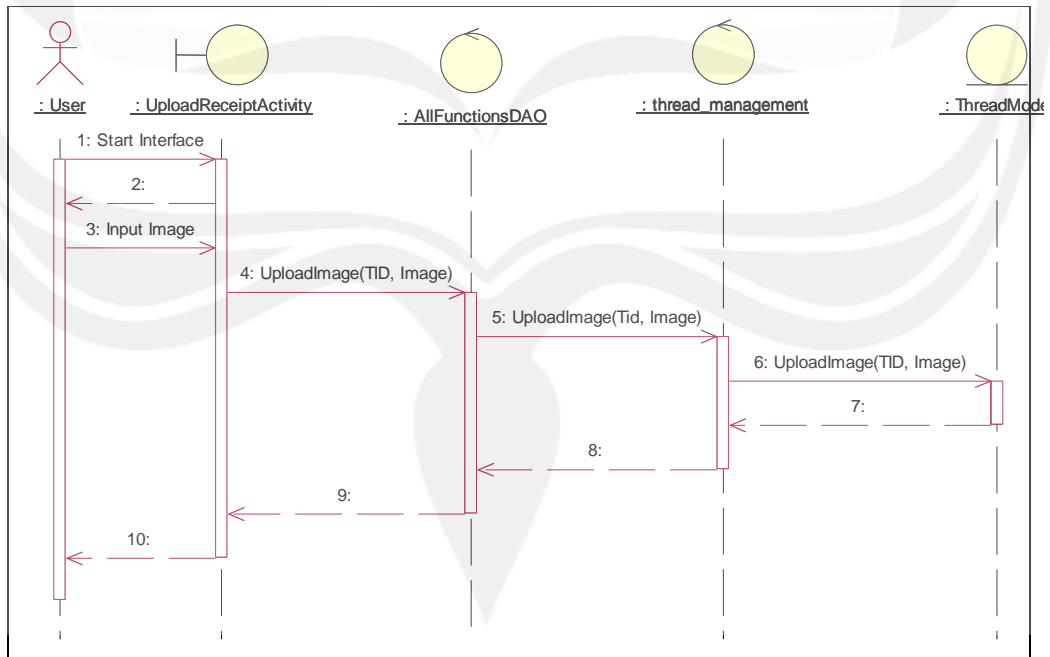 : User
: UploadReceiptActivity
: AllFunctionsDAO
: thread_management
: ThreadMode
1: Start Interface
2:
3: Input Image
4: UploadImage(TID, Image)
5: UploadImage(Tid, Image)
6: UploadImage(TID, Image)
7:
8:
9:
10: